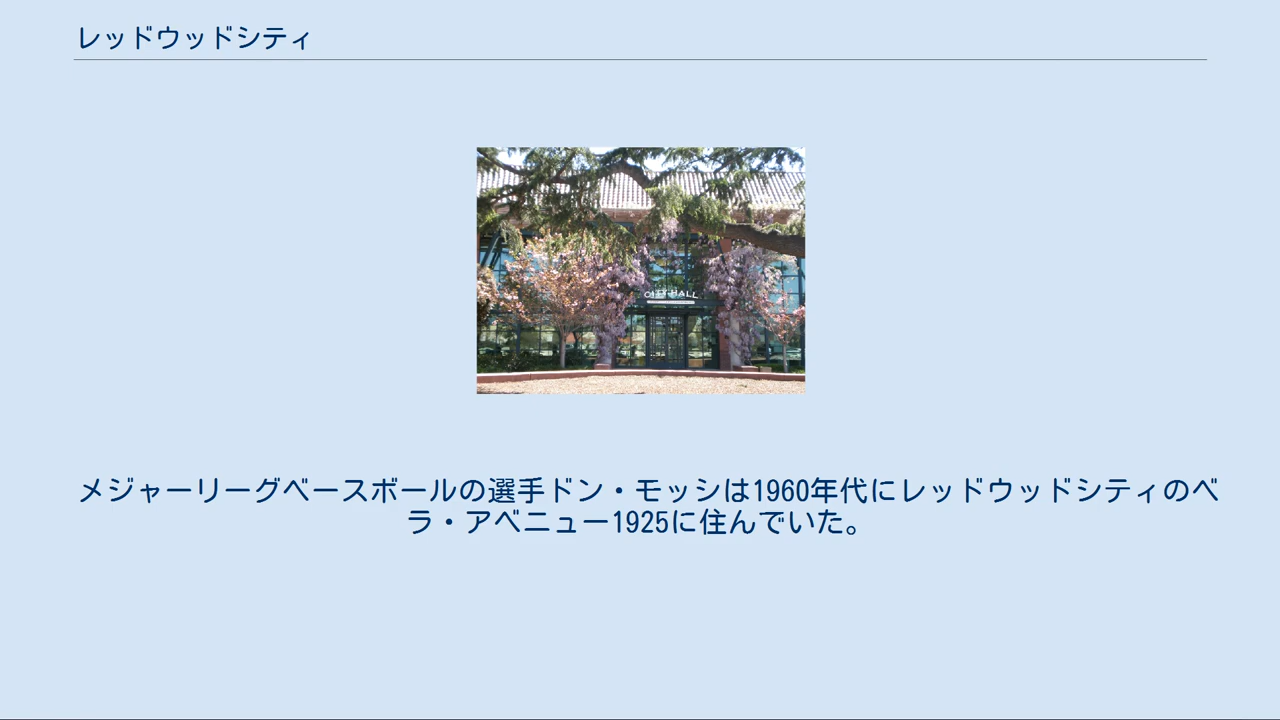 レッドウッドシティ
CITY HALL
メジャーリーグベースボールの選手ドン・モッシは1960年代にレッドウッドシティのベ
ラ・アベニュー1925に住んでいた。